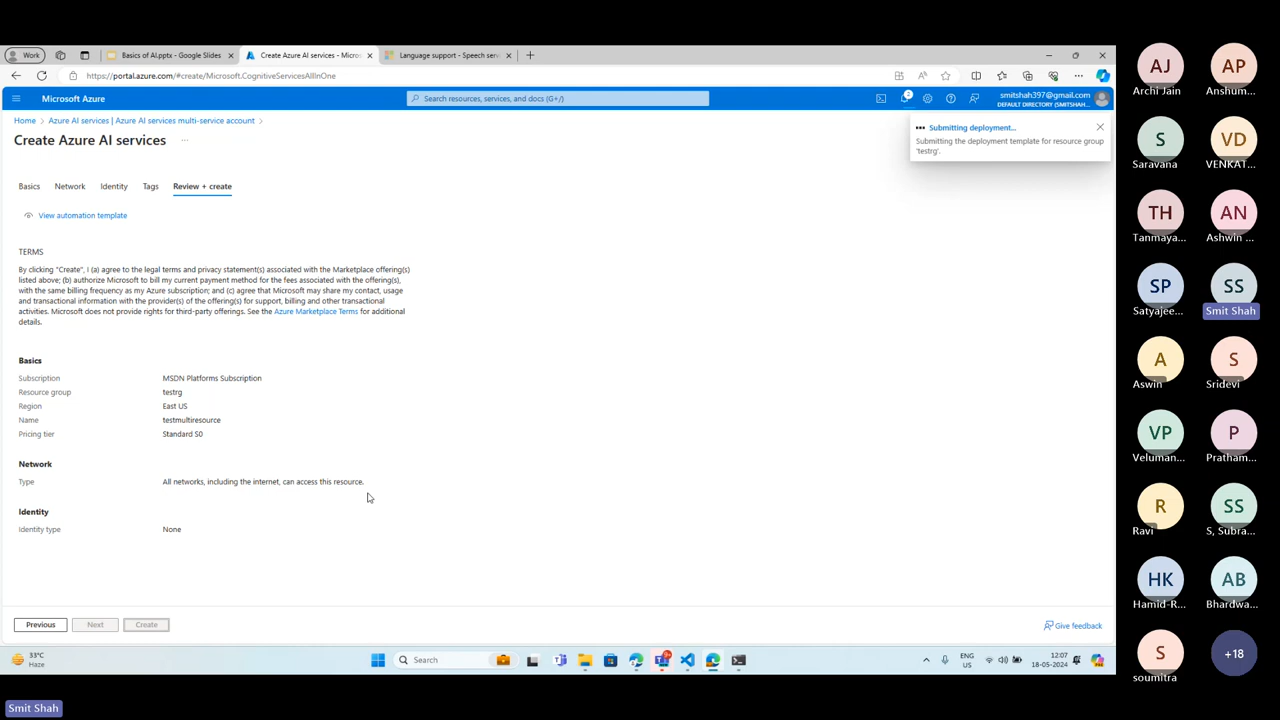 Work
Basics of AI.pptx - Google Slides
Create Azure AI services - Micros
Language support - Speech serv
https://portal.azure.com/#create/Microsoft.CognitiveServicesAllInOne
Microsoft Azure
Search resources, services, and docs (G+/)
2
smitshah397@gmail.com
DEFAULT DIRECTORY (SMITSHAH...
Home > Azure AI services | Azure AI services multi-service account >
Create Azure AI services ...
Submitting deployment...
Submitting the deployment template for resource group
'testrg'.
Basics Network Identity Tags Review + create
View automation template
TERMS
By clicking "Create", I (a) agree to the legal terms and privacy statement(s) associated with the Marketplace offering(s)
listed above; (b) authorize Microsoft to bill my current payment method for the fees associated with the offering(s),
with the same billing frequency as my Azure subscription; and (c) agree that Microsoft may share my contact, usage
and transactional information with the provider(s) of the offering(s) for support, billing and other transactional
activities. Microsoft does not provide rights for third-party offerings. See the Azure Marketplace Terms for additional
details.
Basics
Subscription MSDN Platforms Subscription
Resource group testrg
Region East US
Name testmultiresource
Pricing tier Standard S0
Network
Type All networks, including the internet, can access this resource.
Identity
Identity type None
Previous Next Create
Give feedback
33°C
Haze
Search
ENG
US
12:07
18-05-2024
Smit Shah
AJ AP
Archi Jain Anshum...
S VD
Saravana VENKAT...
TH AN
Tanmaya... Ashwin ...
SP SS
Satyajee... Smit Shah
A S
Aswin Sridevi
VP P
Veluman... Pratham...
R SS
Ravi S, Subra...
HK AB
Hamid-R... Bhardwa...
S +18
soumitra